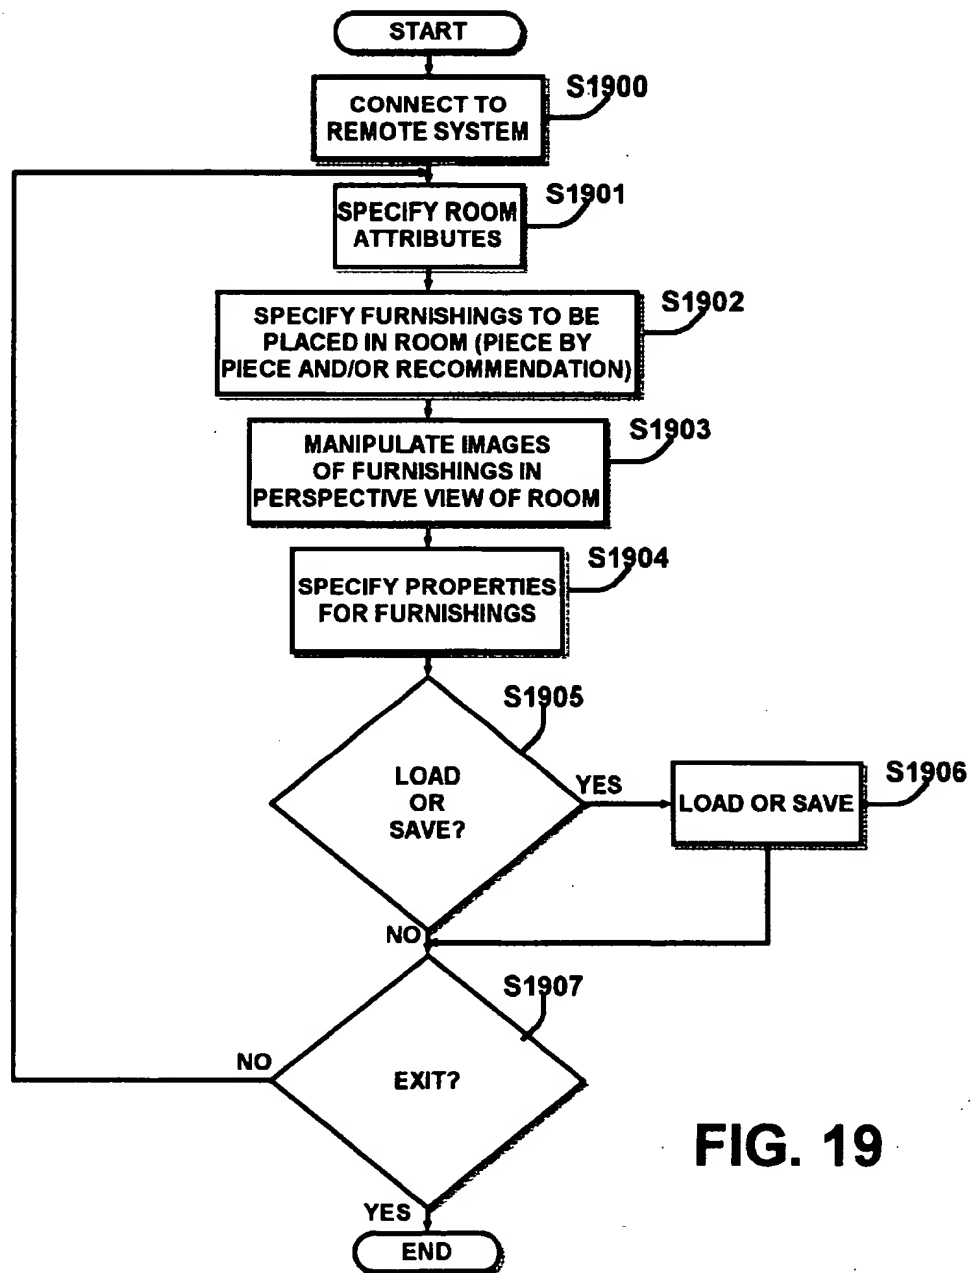 START
CONNECT TO
REMOTE SYSTEM
S1900
SPECIFY ROOM
ATTRIBUTES
S1901
SPECIFY FURNISHINGS TO BE
PLACED IN ROOM (PIECE BY
PIECE AND/OR RECOMMENDATION)
S1902
MANIPULATE IMAGES
OF FURNISHINGS IN
PERSPECTIVE VIEW OF ROOM
S1903
SPECIFY PROPERTIES
FOR FURNISHINGS
S1904
LOAD
OR
SAVE?
S1905
YES
LOAD OR SAVE
S1906
NO
EXIT?
S1907
NO
YES
END
FIG. 19